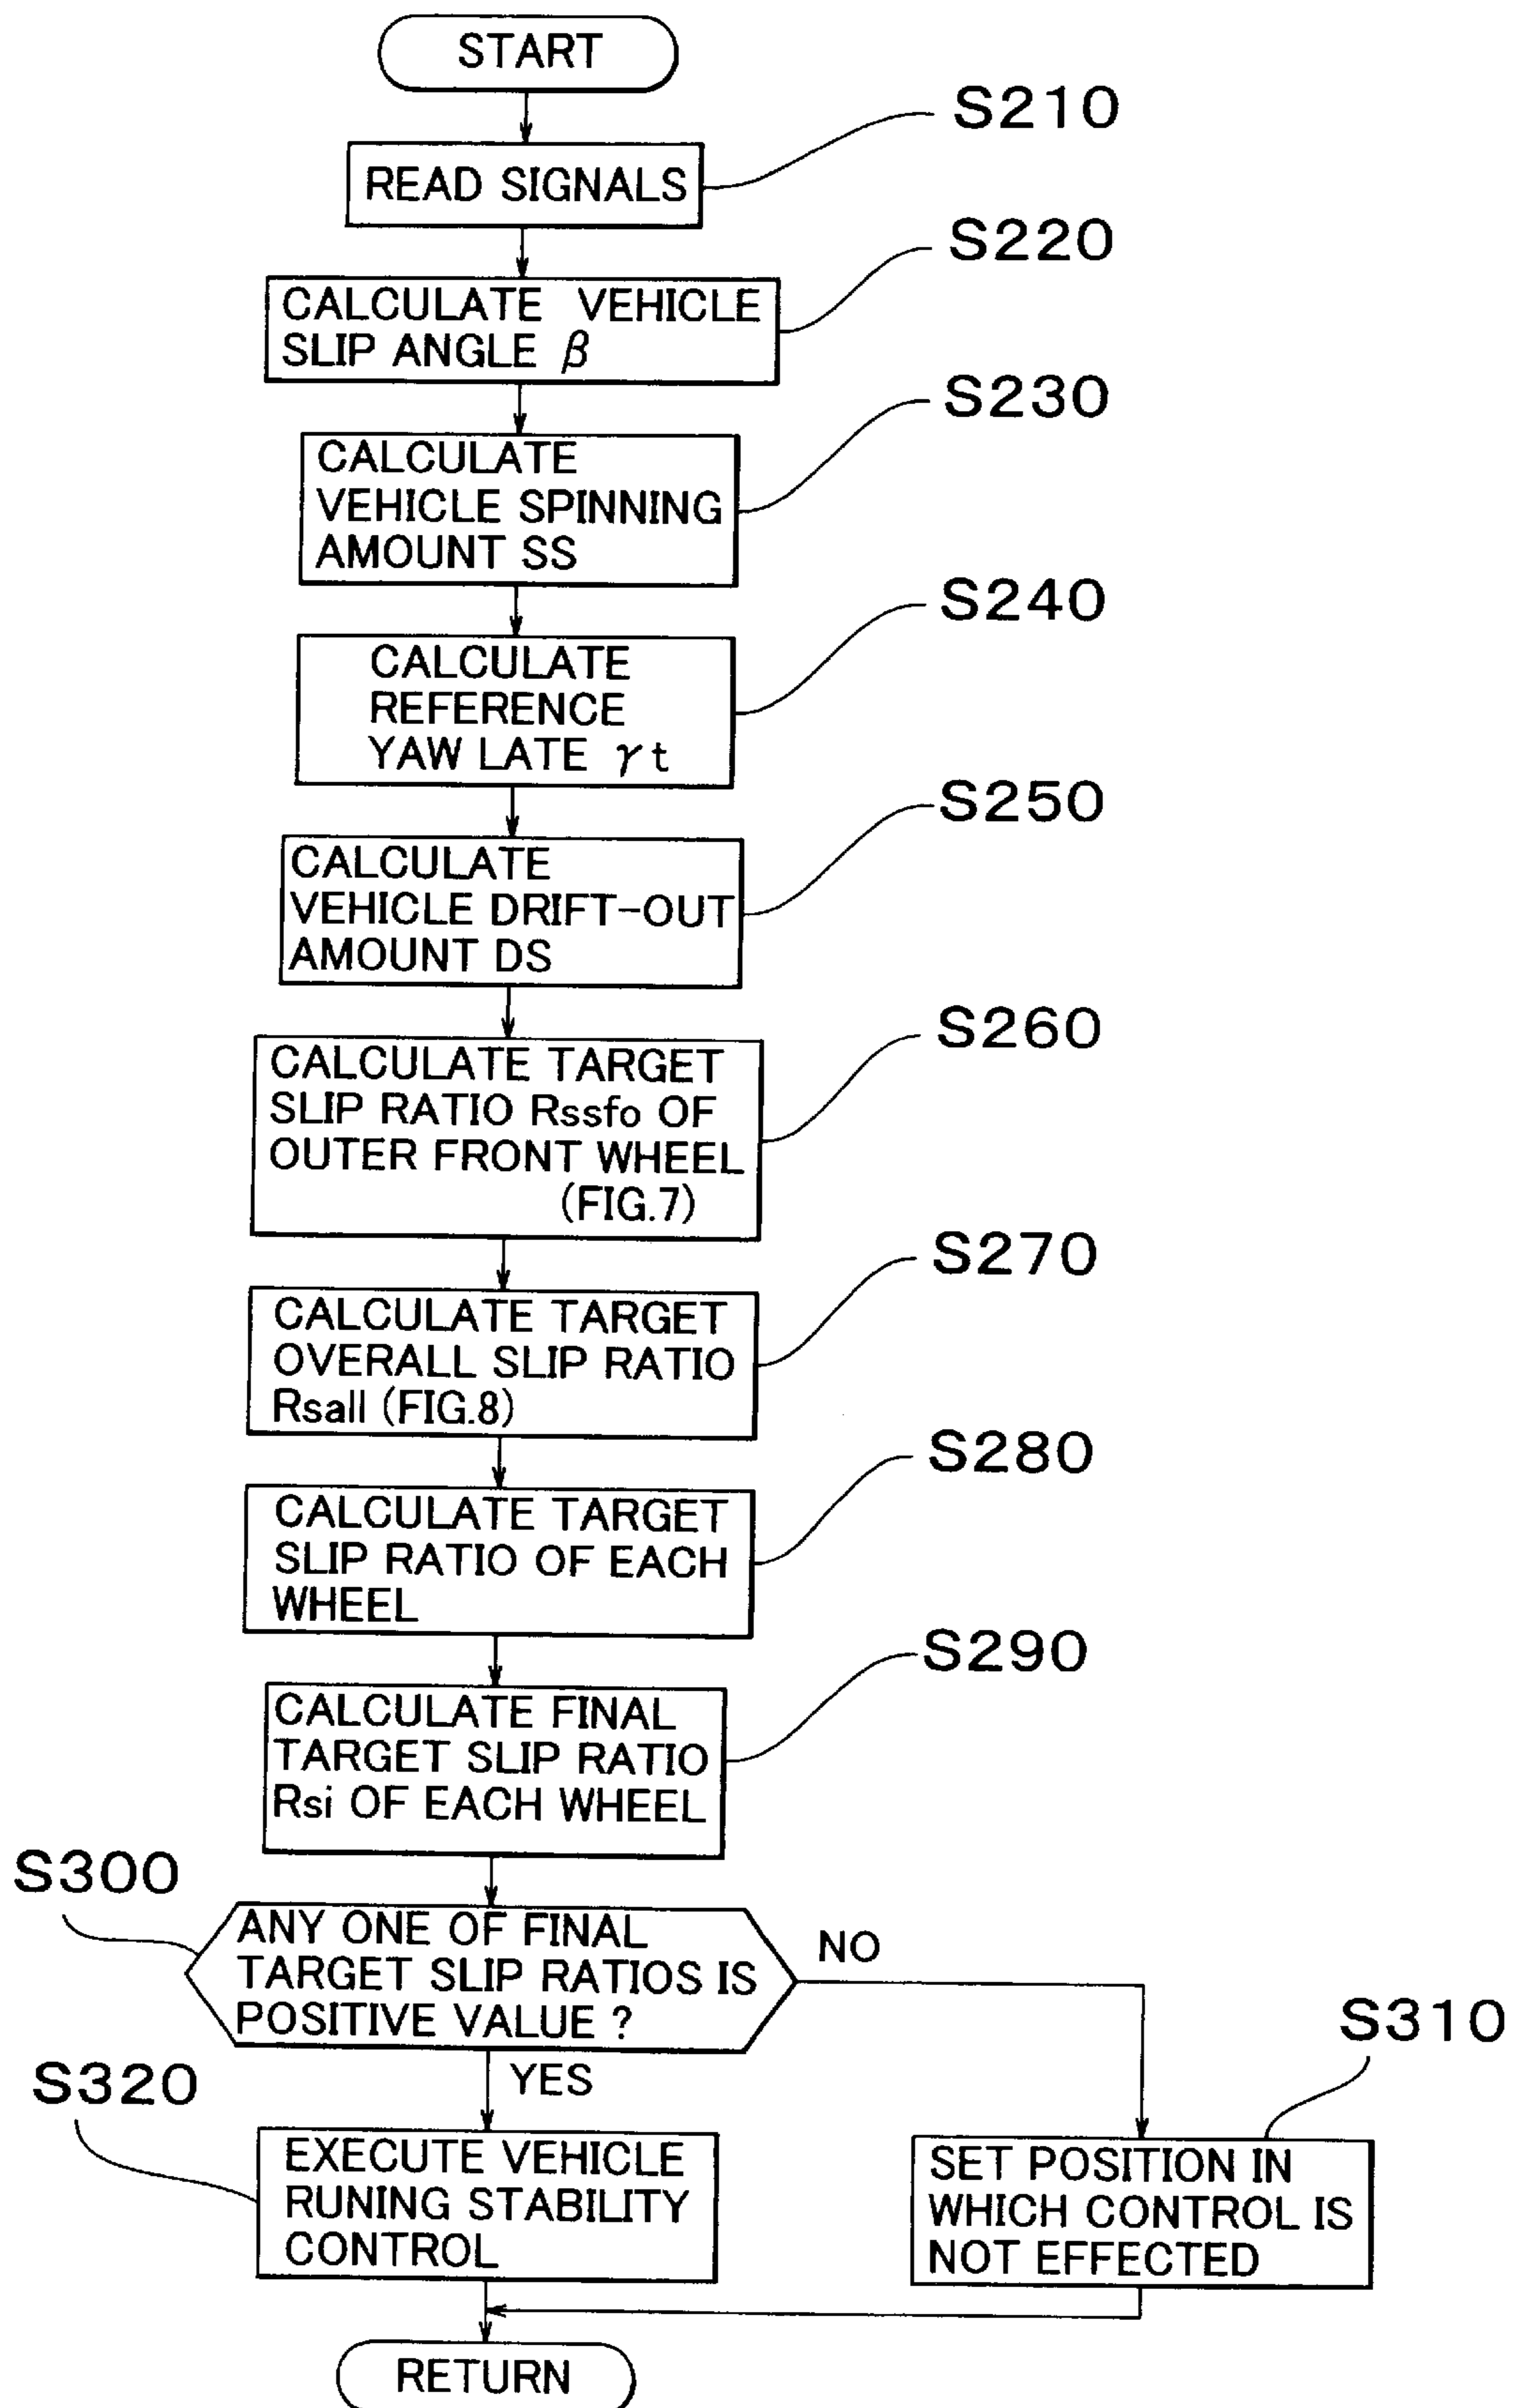 START
S210
READ SIGNALS
S220
CALCULATE VEHICLE
SLIP ANGLE β
S230
CALCULATE
VEHICLE SPINNING
AMOUNT SS
S240
CALCULATE
REFERENCE
YAW LATE γt
S250
CALCULATE
VEHICLE DRIFT-OUT
AMOUNT DS
S260
CALCULATE TARGET
SLIP RATIO Rssfo OF
OUTER FRONT WHEEL
(FIG.7)
S270
CALCULATE TARGET
OVERALL SLIP RATIO
Rsall (FIG.8)
S280
CALCULATE TARGET
SLIP RATIO OF EACH
WHEEL
S290
CALCULATE FINAL
TARGET SLIP RATIO
Rsi OF EACH WHEEL
S300
ANY ONE OF FINAL
TARGET SLIP RATIOS IS
POSITIVE VALUE ?
NO
YES
S310
SET POSITION IN
WHICH CONTROL IS
NOT EFFECTED
S320
EXECUTE VEHICLE
RUNING STABILITY
CONTROL
RETURN